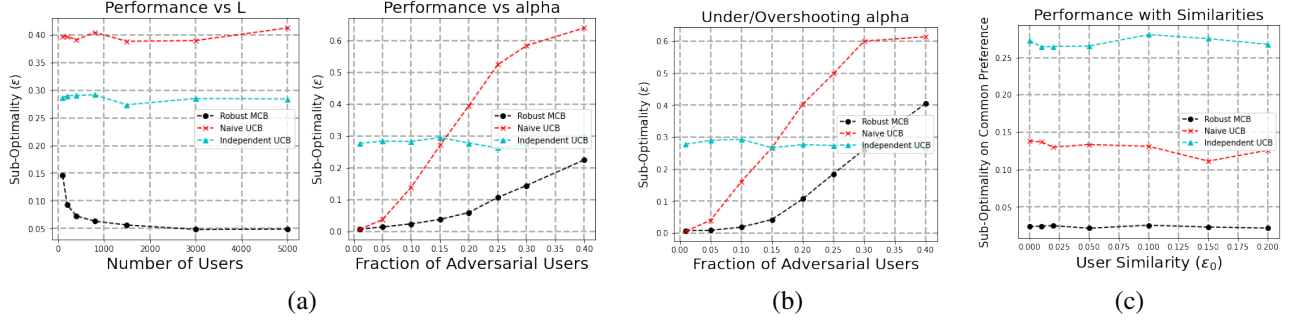 Performance vs L
Sub-Optimality (ε)
0.40
0.35
0.30
0.25
0.20
0.15
0.10
0.05
Robust MCB
Naive UCB
Independent UCB
0 1000 2000 3000 4000 5000
Number of Users
Performance vs alpha
Sub-Optimality (ε)
0.6
0.5
0.4
0.3
0.2
0.1
0.0
Robust MCB
Naive UCB
Independent UCB
0.00 0.05 0.10 0.15 0.20 0.25 0.30 0.35 0.40
Fraction of Adversarial Users
(a)
Under/Overshooting alpha
Sub-Optimality (ε)
0.6
0.5
0.4
0.3
0.2
0.1
0.0
Robust MCB
Naive UCB
Independent UCB
0.00 0.05 0.10 0.15 0.20 0.25 0.30 0.35 0.40
Fraction of Adversarial Users
(b)
Performance with Similarities
Sub-Optimality on Common Preference
0.25
0.20
0.15
0.10
0.05
Robust MCB
Naive UCB
Independent UCB
0.000 0.025 0.050 0.075 0.100 0.125 0.150 0.175 0.200
User Similarity (ε0)
(c)